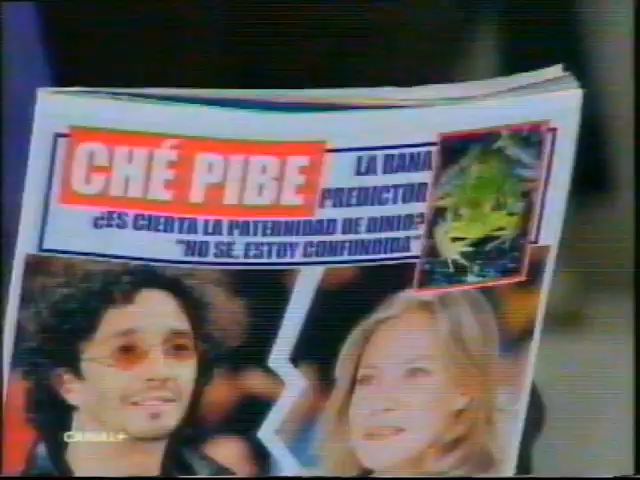 CHÉ PIBE
LA RANA
PREDICTOR
¿ES CIERTA LA PATERNIDAD DE DINIO?
"NO SÉ, ESTOY CONFUNDIDA"
CANAL+